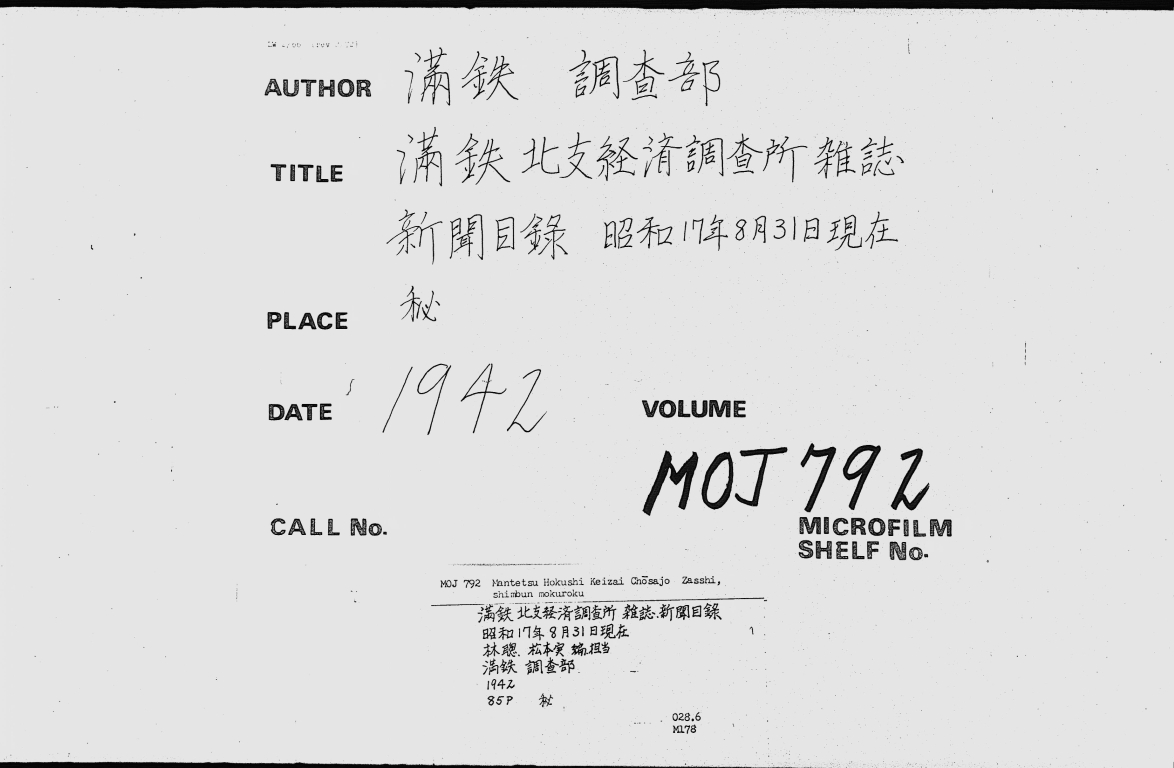 AUTHOR 満鉄 調査部
TITLE 満鉄北支経済調査所雑誌
新聞目錄 昭和17年8月31日現在
PLACE 秘
DATE 1942
VOLUME
MOJ 792
CALL No.
MICROFILM
SHELF No.
MOJ 792 Mantetsu Hokushi Keizai Chōsajo Zasshi,
shimbun mokuroku
満鉄北支経済調査所 雑誌.新聞目録
昭和17年8月31日現在
林聰. 松本実 編担当
満鉄 調査部
1942
85P 秘
028.6
M178